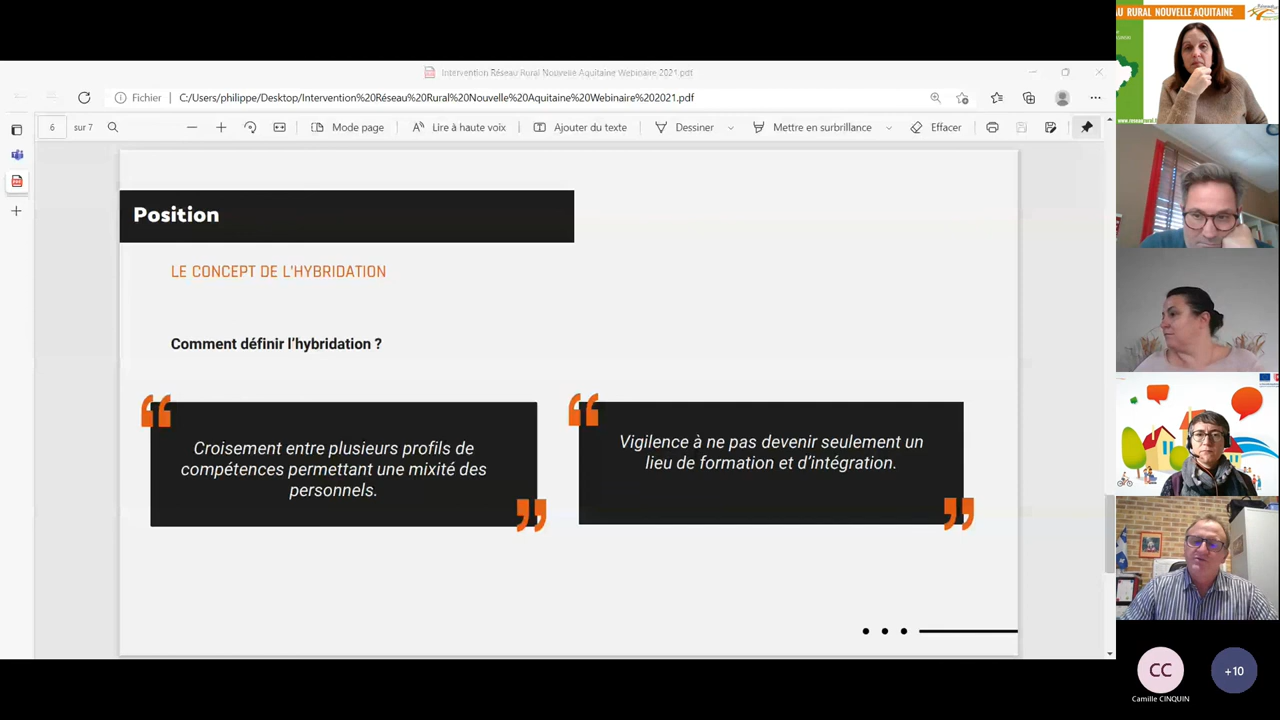 Intervention Réseau Rural Nouvelle Aquitaine Webinaire 2021.pdf
Fichier
C:/Users/philippe/Desktop/Intervention%20Réseau%20Rural%20Nouvelle%20Aquitaine%20Webinaire%202021.pdf
6 sur 7
Mode page
Lire à haute voix
Ajouter du texte
Dessiner
Mettre en surbrillance
Effacer
Position
LE CONCEPT DE L'HYBRIDATION
Comment définir l'hybridation ?
“
Croisement entre plusieurs profils de
compétences permettant une mixité des
personnels.
”
“
Vigilence à ne pas devenir seulement un
lieu de formation et d'intégration.
”
AU RURAL NOUVELLE AQUITAINE
CC
Camille CINQUIN
+10